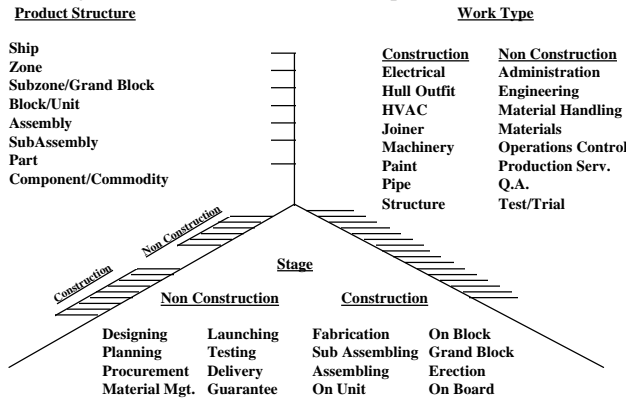 Product Structure
Ship
Zone
Subzone/Grand Block
Block/Unit
Assembly
SubAssembly
Part
Component/Commodity
Work Type
Construction Non Construction
Electrical Administration
Hull Outfit Engineering
HVAC Material Handling
Joiner Materials
Machinery Operations Control
Paint Production Serv.
Pipe Q.A.
Structure Test/Trial
Non Construction
Construction
Stage
Non Construction Construction
Designing Launching Fabrication On Block
Planning Testing Sub Assembling Grand Block
Procurement Delivery Assembling Erection
Material Mgt. Guarantee On Unit On Board